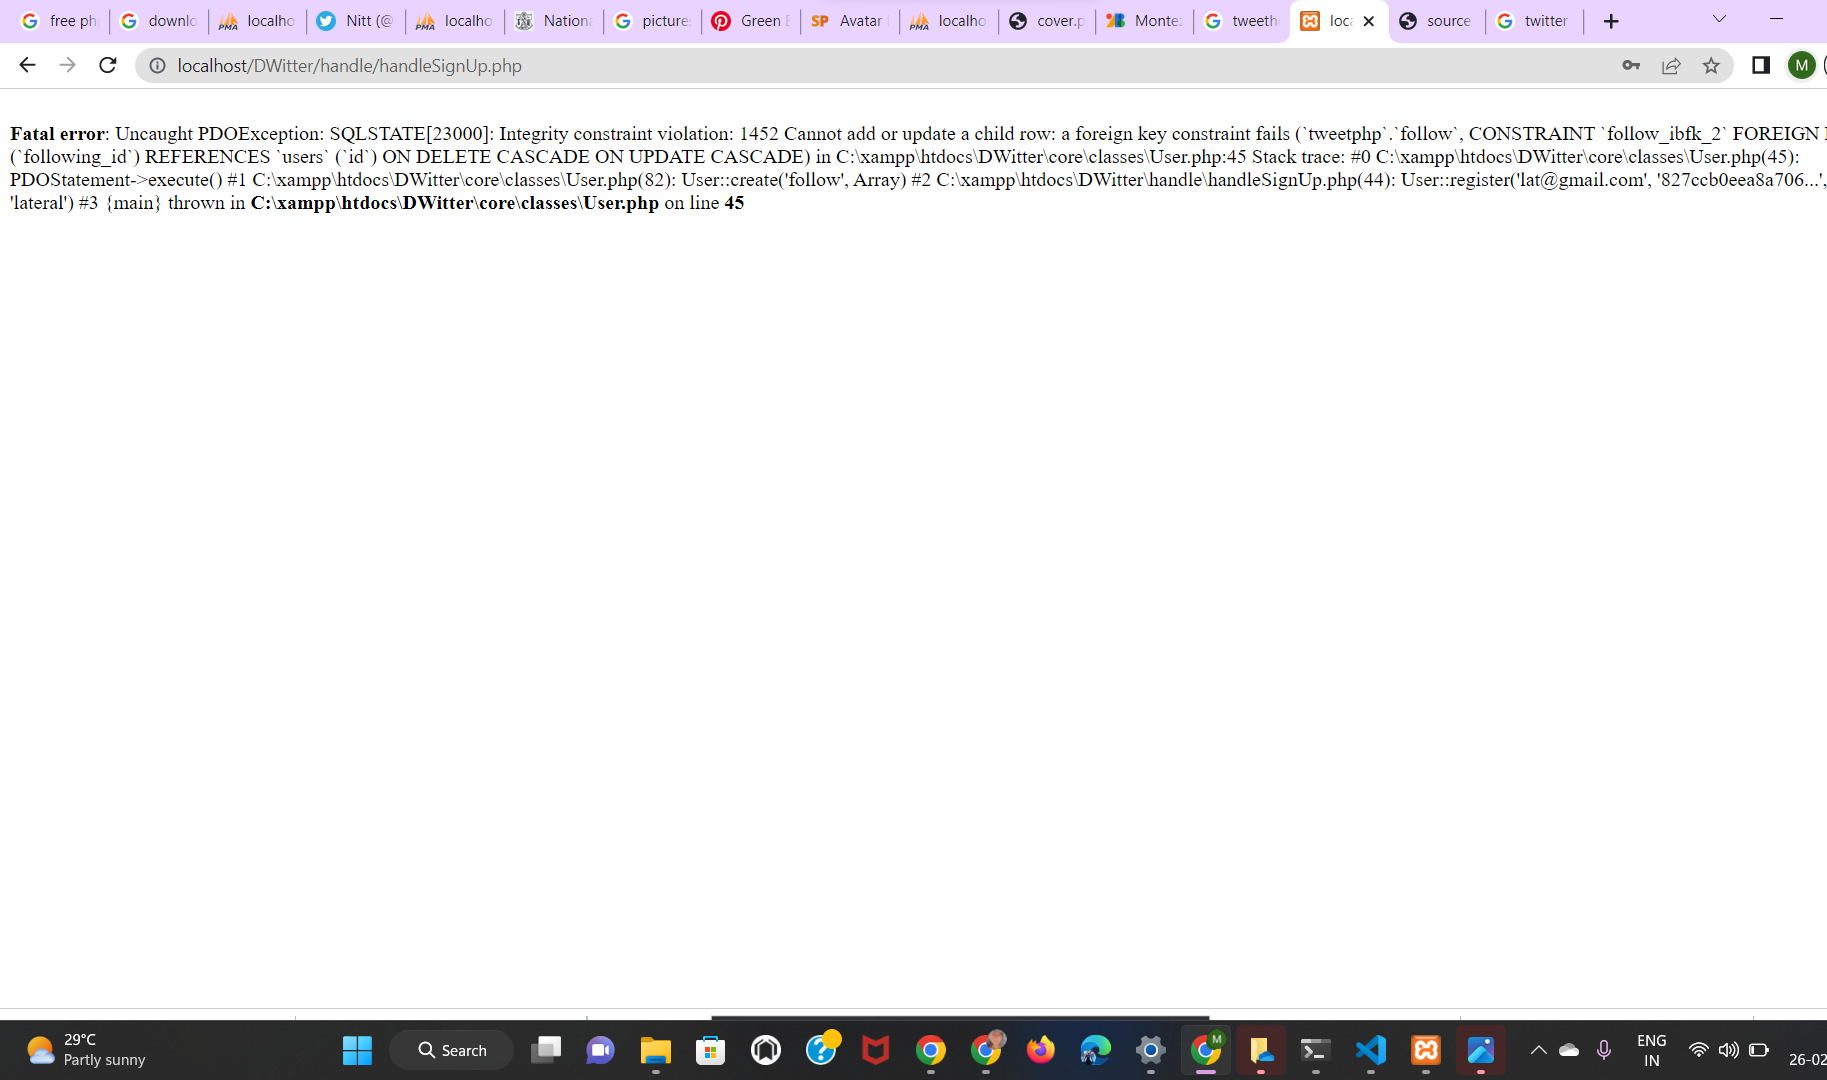 free ph
downlo
localho
Nitt (@
localho
Nationa
picture
Green E
Avatar
localho
cover.p
Monte
tweeth
loca
source
twitter
localhost/DWitter/handle/handleSignUp.php
M
Fatal error: Uncaught PDOException: SQLSTATE[23000]: Integrity constraint violation: 1452 Cannot add or update a child row: a foreign key constraint fails (`tweetphp`.`follow`, CONSTRAINT `follow_ibfk_2` FOREIGN
(`following_id`) REFERENCES `users` (`id`) ON DELETE CASCADE ON UPDATE CASCADE) in C:\xampp\htdocs\DWitter\core\classes\User.php:45 Stack trace: #0 C:\xampp\htdocs\DWitter\core\classes\User.php(45):
PDOStatement->execute() #1 C:\xampp\htdocs\DWitter\core\classes\User.php(82): User::create('follow', Array) #2 C:\xampp\htdocs\DWitter\handle\handleSignUp.php(44): User::register('lat@gmail.com', '827ccb0eea8a706...',
'lateral') #3 {main} thrown in C:\xampp\htdocs\DWitter\core\classes\User.php on line 45
29°C
Partly sunny
Search
ENG
IN
26-02